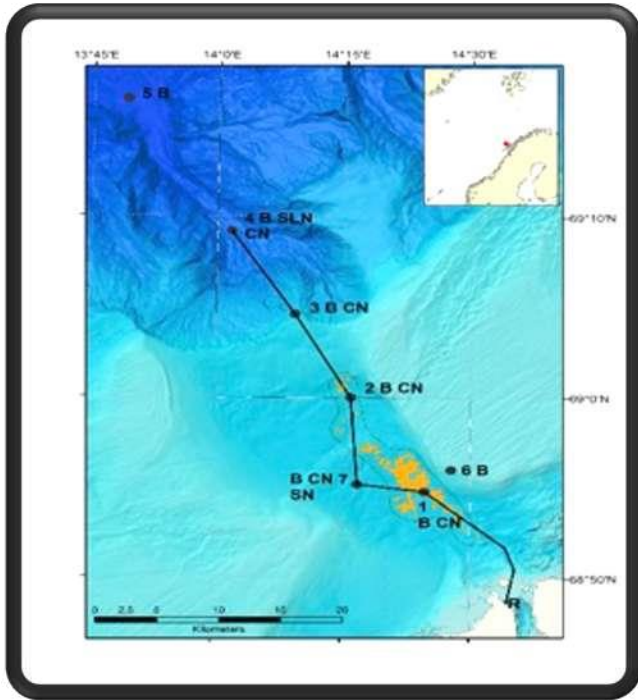 13°45'E
14°0'E
14°15'E
14°30'E
5 B
4 B SLN
CN
69°10'N
3 B CN
2 B CN
69°0'N
6 B
B CN 7
SN
1
B CN
68°50'N
R
0 2,5 5 10 15 20
Kilometers